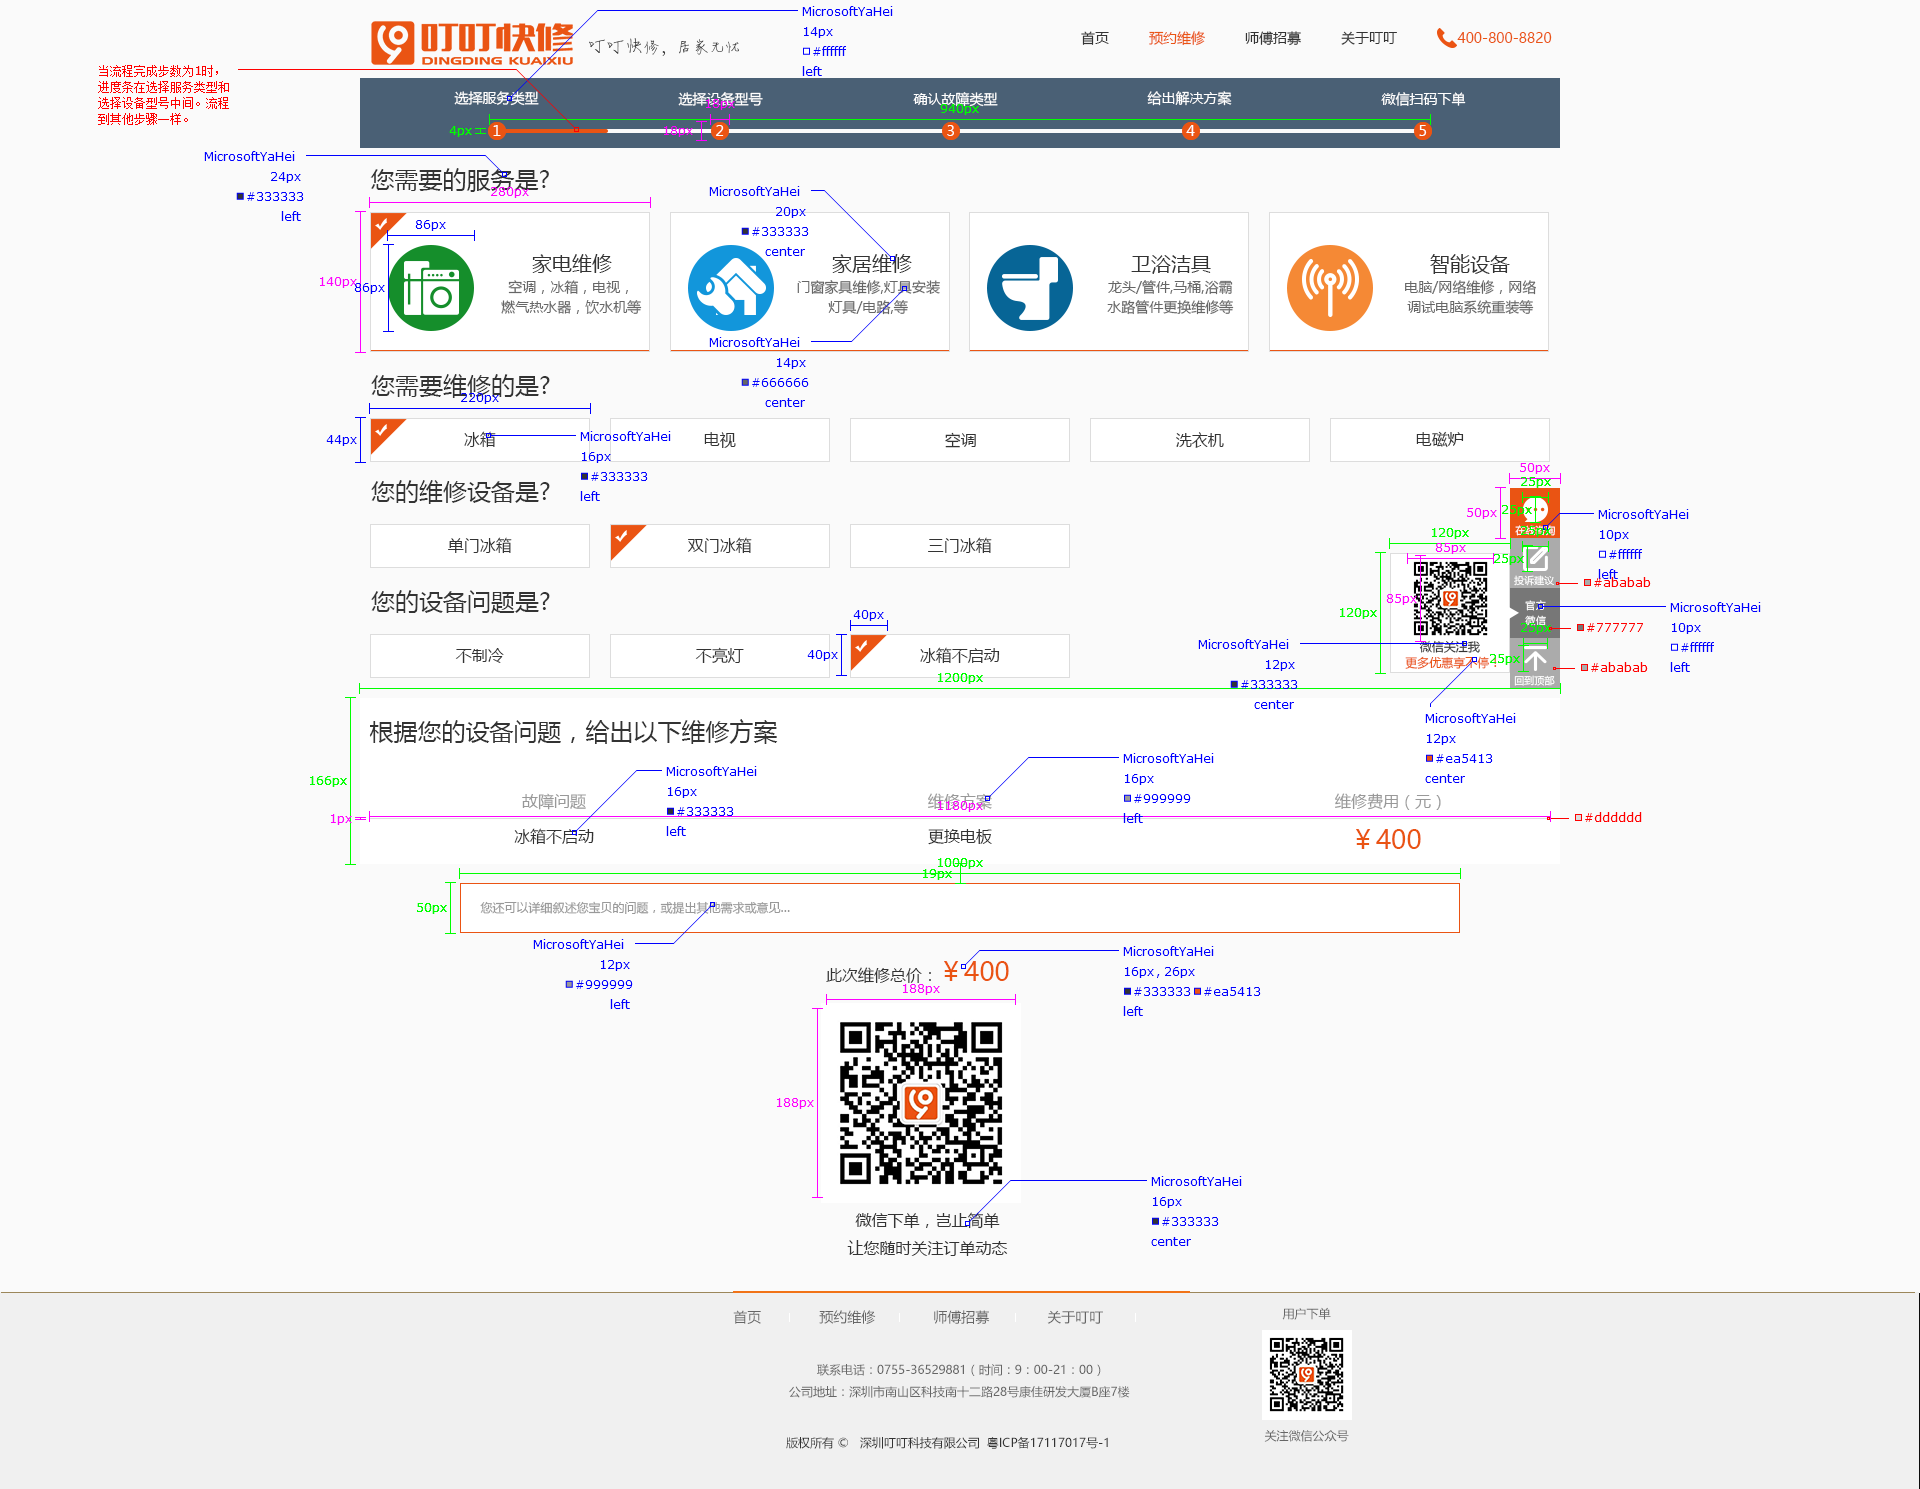 叮叮快修
DINGDING KUAIXIU
叮叮快修，居家无忧
首页 预约维修 师傅招募 关于叮叮 400-800-8820
MicrosoftYaHei
14px
#ffffff
left
当流程完成步数为1时，
进度条在选择服务类型和
选择设备型号中间。流程
到其他步骤一样。
选择服务类型 选择设备型号 确认故障类型 给出解决方案 微信扫码下单
940px
4px 18px
1 2 3 4 5
MicrosoftYaHei
24px
#333333
left
您需要的服务是?
280px
140px
86px
86px
MicrosoftYaHei
20px
#333333
center
家电维修
空调，冰箱，电视，
燃气热水器，饮水机等
家居维修
门窗家具维修,灯具安装
灯具/电路,等
卫浴洁具
龙头/管件,马桶,浴霸
水路管件更换维修等
智能设备
电脑/网络维修，网络
调试电脑系统重装等
MicrosoftYaHei
14px
#666666
center
您需要维修的是?
220px
44px
冰箱 电视 空调 洗衣机 电磁炉
MicrosoftYaHei
16px
#333333
left
您的维修设备是?
单门冰箱 双门冰箱 三门冰箱
您的设备问题是?
40px
40px
不制冷 不亮灯 冰箱不启动
50px
25px
50px
25px
在线咨询
MicrosoftYaHei
10px
#ffffff
left
120px
85px
25px
投诉建议
#ababab
120px
85px
官方
微信
25px
MicrosoftYaHei
10px
#ffffff
left
#777777
微信关注我
更多优惠享不停！
25px
回到顶部
#ababab
MicrosoftYaHei
12px
#333333
center
MicrosoftYaHei
12px
#ea5413
center
1200px
166px
根据您的设备问题，给出以下维修方案
MicrosoftYaHei
16px
#333333
left
MicrosoftYaHei
16px
#999999
left
故障问题 维修方案 维修费用（元）
1180px
1px
#dddddd
冰箱不启动 更换电板 ¥ 400
1000px
19px
50px
您还可以详细叙述您宝贝的问题，或提出其他需求或意见...
MicrosoftYaHei
12px
#999999
left
此次维修总价： ¥ 400
MicrosoftYaHei
16px , 26px
#333333 #ea5413
left
188px
188px
MicrosoftYaHei
16px
#333333
center
微信下单，岂止简单
让您随时关注订单动态
首页 预约维修 师傅招募 关于叮叮
用户下单
联系电话：0755-36529881（时间：9：00-21：00）
公司地址：深圳市南山区科技南十二路28号康佳研发大厦B座7楼
关注微信公众号
版权所有 © 深圳叮叮科技有限公司 粤ICP备17117017号-1